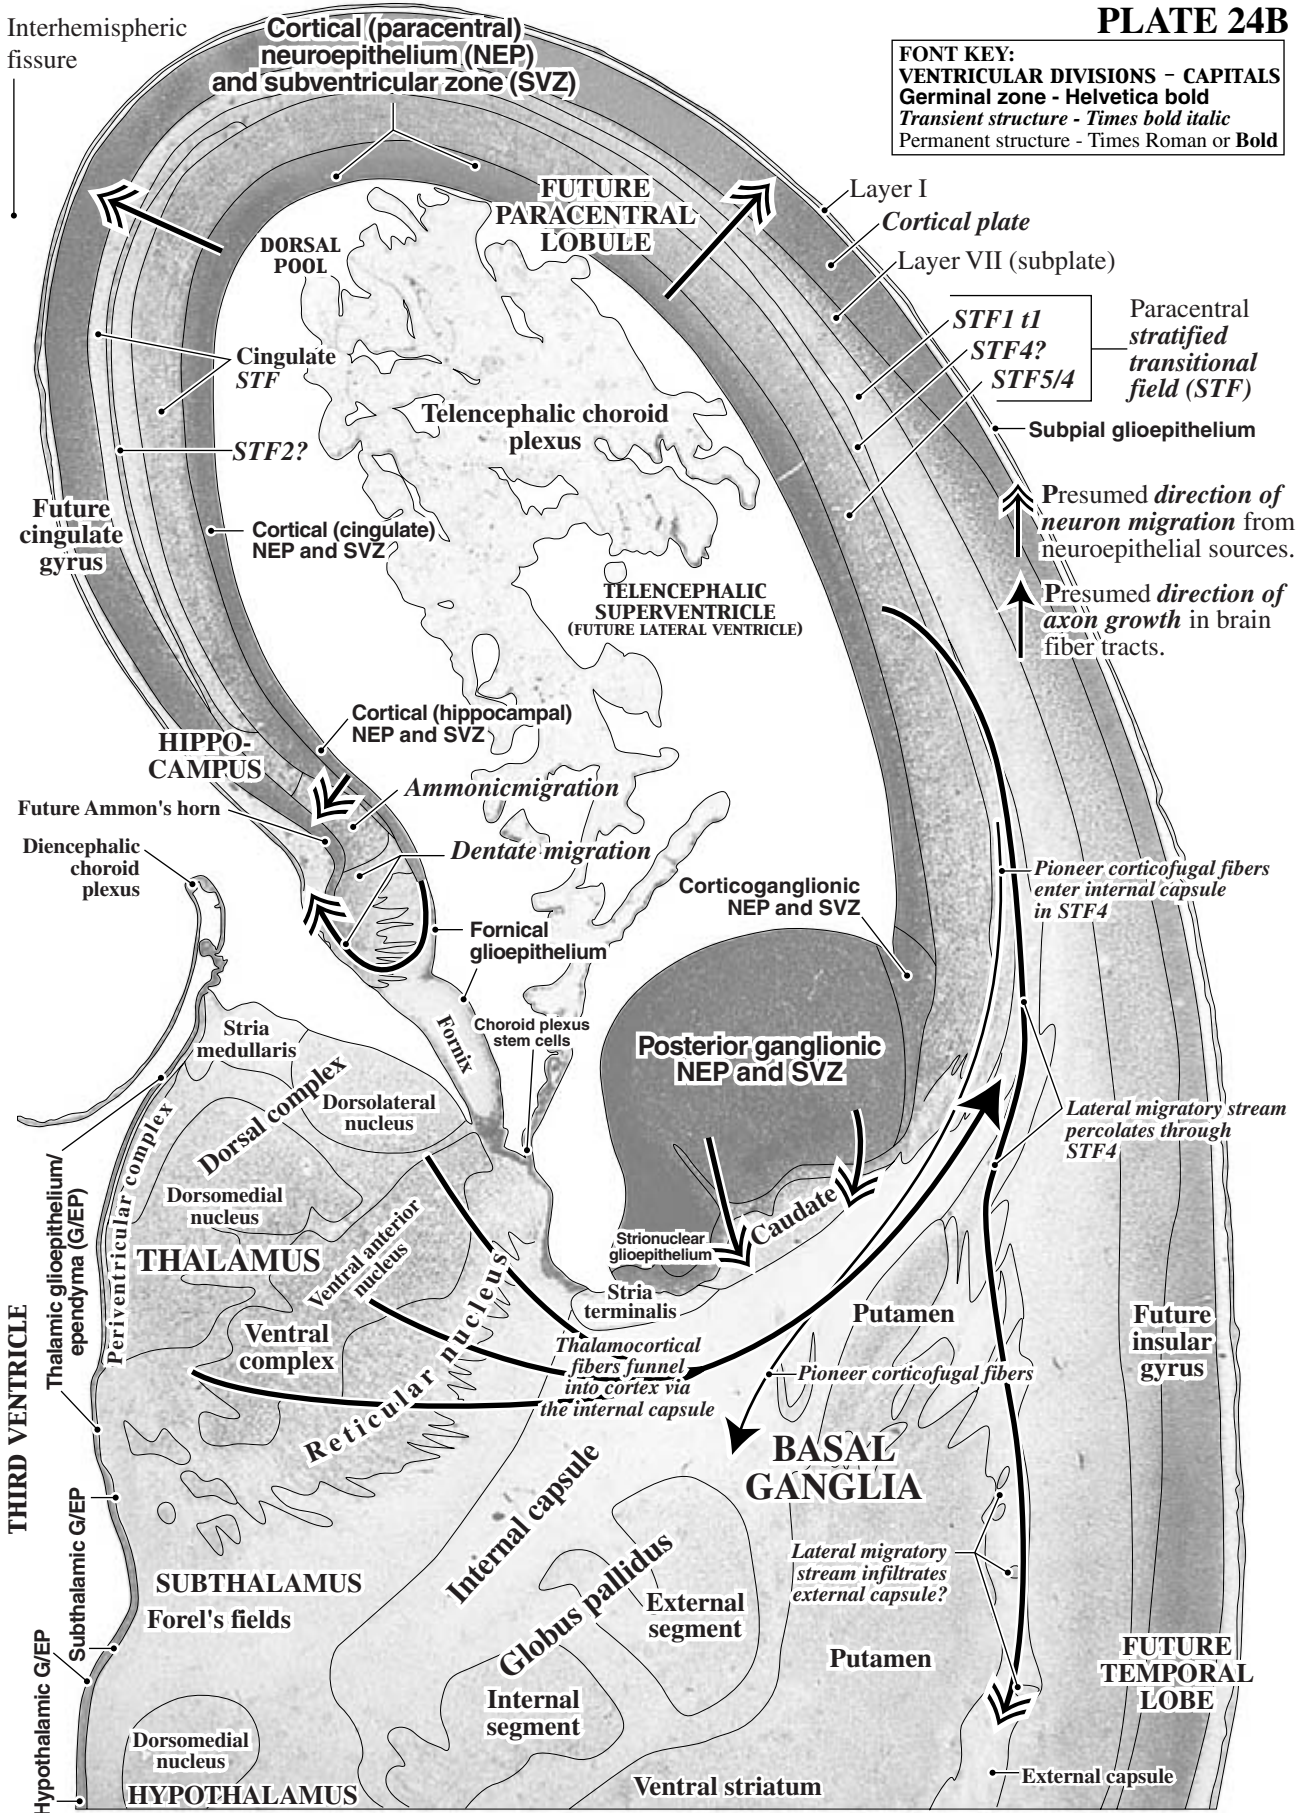 PLATE 24B
FONT KEY:
VENTRICULAR DIVISIONS – CAPITALS
Germinal zone - Helvetica bold
Transient structure - Times bold italic
Permanent structure - Times Roman or Bold
Interhemispheric
fissure
Cortical (paracentral)
neuroepithelium (NEP)
and subventricular zone (SVZ)
FUTURE
PARACENTRAL
LOBULE
DORSAL
POOL
Layer I
Cortical plate
Layer VII (subplate)
STF1 t1
STF4?
STF5/4
Paracentral
stratified
transitional
field (STF)
Subpial glioepithelium
Cingulate
STF
Telencephalic choroid
plexus
STF2?
Future
cingulate
gyrus
Cortical (cingulate)
NEP and SVZ
Presumed direction of
neuron migration from
neuroepithelial sources.
Presumed direction of
axon growth in brain
fiber tracts.
TELENCEPHALIC
SUPERVENTRICLE
(FUTURE LATERAL VENTRICLE)
Cortical (hippocampal)
NEP and SVZ
HIPPO-
CAMPUS
Ammonicmigration
Future Ammon's horn
Diencephalic
choroid
plexus
Dentate migration
Corticoganglionic
NEP and SVZ
Pioneer corticofugal fibers
enter internal capsule
in STF4
Fornical
glioepithelium
Fornix
Choroid plexus
stem cells
Stria
medullaris
Posterior ganglionic
NEP and SVZ
Dorsal complex
Dorsolateral
nucleus
Lateral migratory stream
percolates through
STF4
Periventricular complex
Thalamic glioepithelium/
ependyma (G/EP)
Dorsomedial
nucleus
THALAMUS
Ventral anterior
nucleus
Caudate
Strionuclear
glioepithelium
Stria
terminalis
Reticular nucleus
Ventral
complex
Putamen
Future
insular
gyrus
Thalamocortical
fibers funnel
into cortex via
the internal capsule
Pioneer corticofugal fibers
THIRD VENTRICLE
BASAL
GANGLIA
Internal capsule
Subthalamic G/EP
SUBTHALAMUS
Forel's fields
Globus pallidus
External
segment
Lateral migratory
stream infiltrates
external capsule?
Putamen
FUTURE
TEMPORAL
LOBE
Internal
segment
Hypothalamic G/EP
Dorsomedial
nucleus
HYPOTHALAMUS
Ventral striatum
External capsule